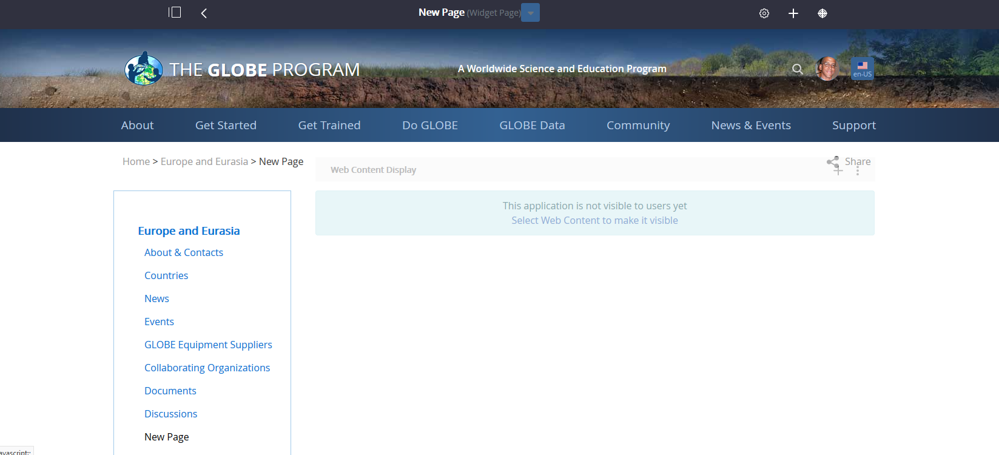 New Page (Widget Page)
THE GLOBE PROGRAM
A Worldwide Science and Education Program
en-US
About Get Started Get Trained Do GLOBE GLOBE Data Community News & Events Support
Home > Europe and Eurasia > New Page
Web Content Display
Share
This application is not visible to users yet
Select Web Content to make it visible
Europe and Eurasia
About & Contacts
Countries
News
Events
GLOBE Equipment Suppliers
Collaborating Organizations
Documents
Discussions
New Page
avascript:;